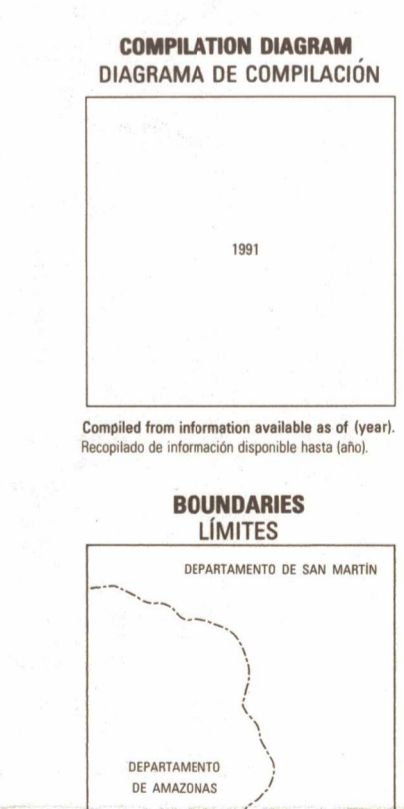 COMPILATION DIAGRAM
DIAGRAMA DE COMPILACIÓN
1991
Compiled from information available as of (year).
Recopilado de información disponible hasta (año).
BOUNDARIES
LÍMITES
DEPARTAMENTO DE SAN MARTÍN
DEPARTAMENTO
DE AMAZONAS